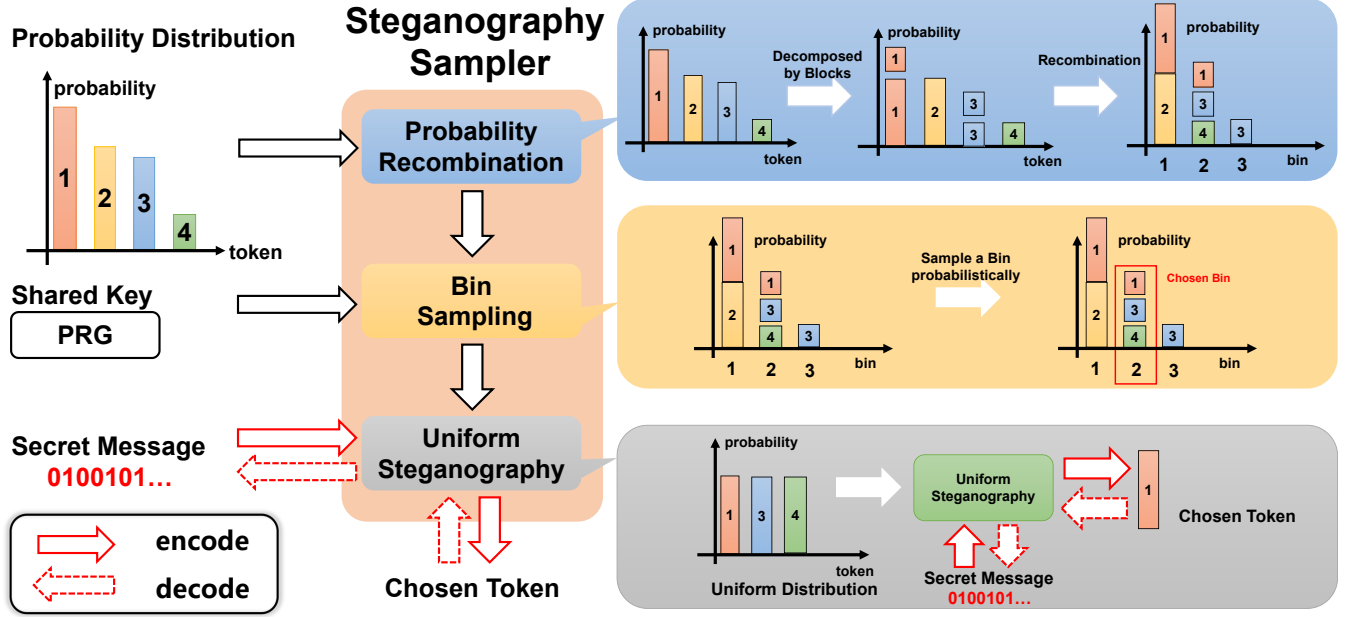 Probability Distribution
probability
1
2
3
4
token
Shared Key
PRG
Secret Message
0100101...
encode
decode
Steganography
Sampler
Probability
Recombination
Bin
Sampling
Uniform
Steganography
Chosen Token
probability
1
2
3
4
token
Decomposed
by Blocks
probability
1
1
2
3
3
4
token
Recombination
probability
1
2
1
3
4
3
1 2 3 bin
probability
1
2
1
3
4
3
bin
1 2 3
Sample a Bin
probabilistically
probability
Chosen Bin
1
2
1
3
4
3
bin
1 2 3
probability
1
3
4
token
Uniform Distribution
Uniform
Steganography
Secret Message
0100101...
1
Chosen Token